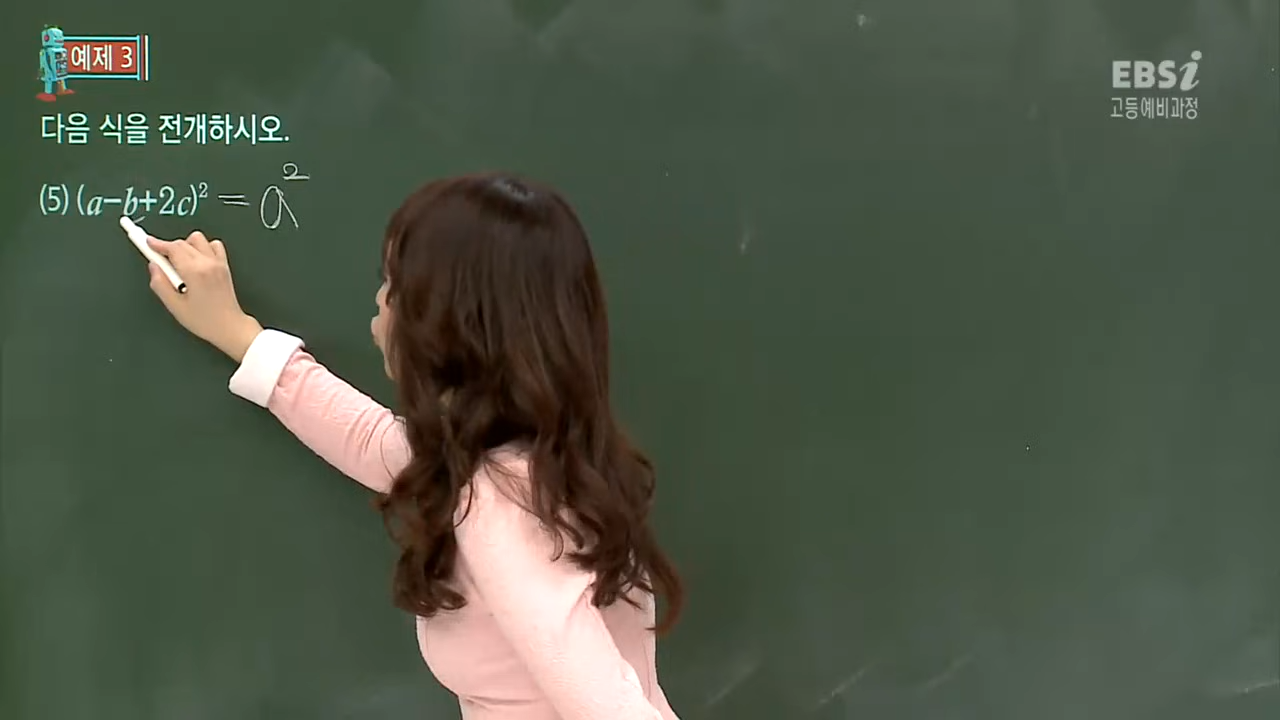 예제 3
EBSi
고등예비과정
다음 식을 전개하시오.
(5) (a-b+2c)² = a²